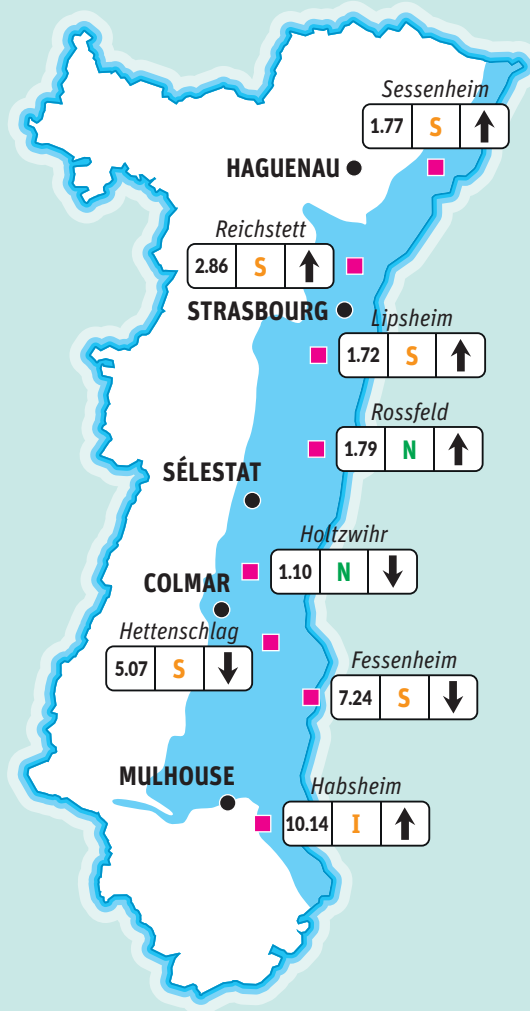 Sessenheim
1.77 S
HAGUENAU
Reichstett
2.86 S
STRASBOURG
Lipsheim
1.72 S
Rossfeld
1.79 N
SÉLESTAT
Holtzwihr
1.10 N
COLMAR
Hettenschlag
5.07 S
Fessenheim
7.24 S
MULHOUSE
Habsheim
10.14 I